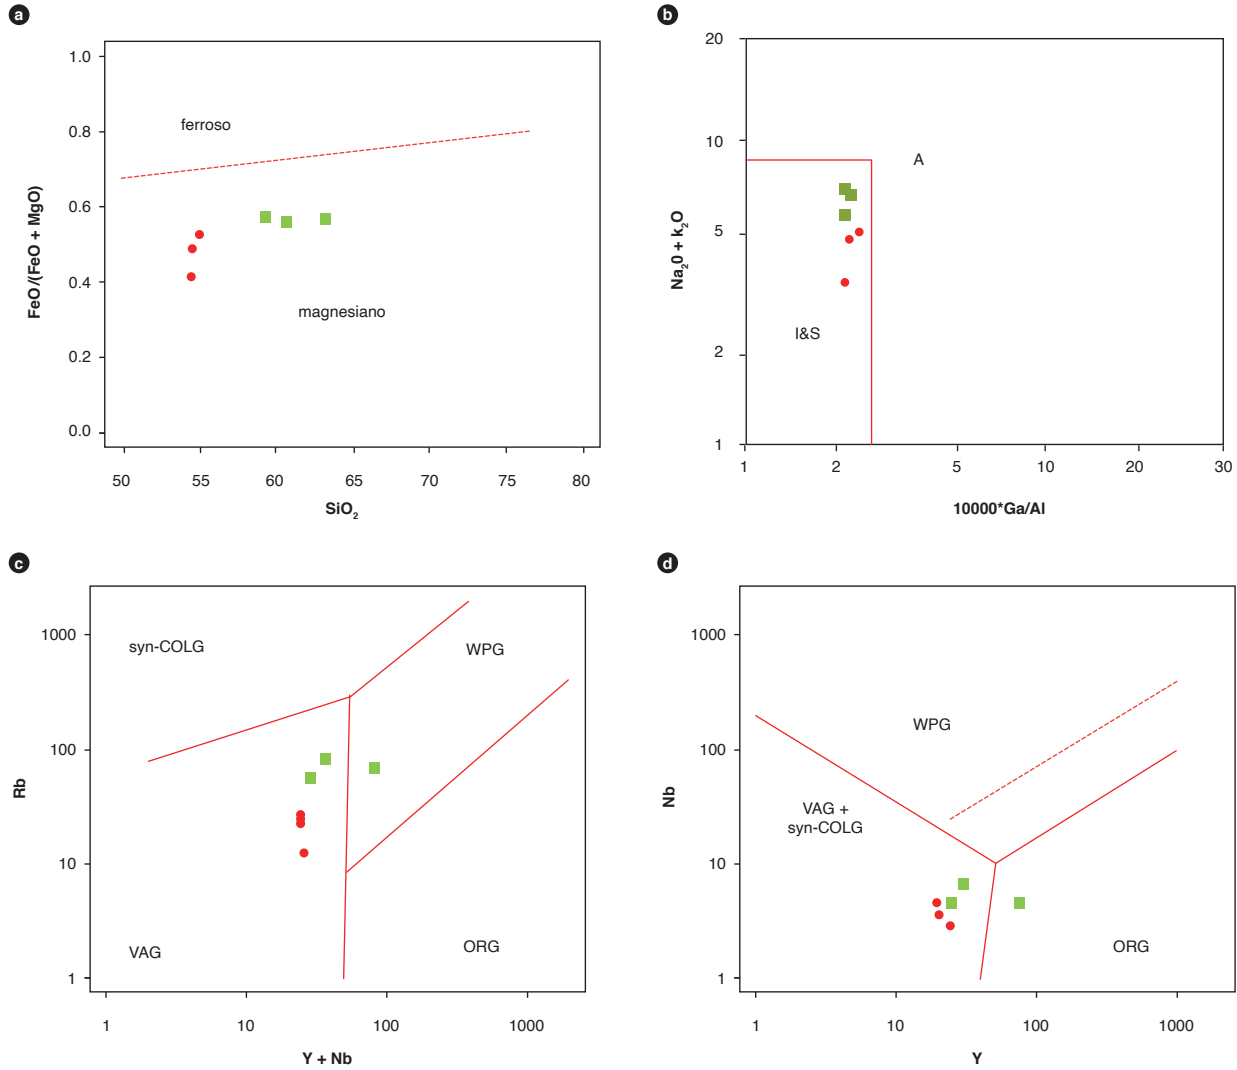 a
1.0
0.8
0.6
0.4
0.2
0.0
FeO/(FeO + MgO)
ferroso
magnesiano
50 55 60 65 70 75 80
SiO₂
b
20
10
5
2
1
Na₂0 + k₂O
A
I&S
1 2 5 10 20 30
10000*Ga/Al
c
1000
100
10
1
Rb
syn-COLG
WPG
VAG
ORG
1 10 100 1000
Y + Nb
d
1000
100
10
1
Nb
WPG
VAG +
syn-COLG
ORG
1 10 100 1000
Y